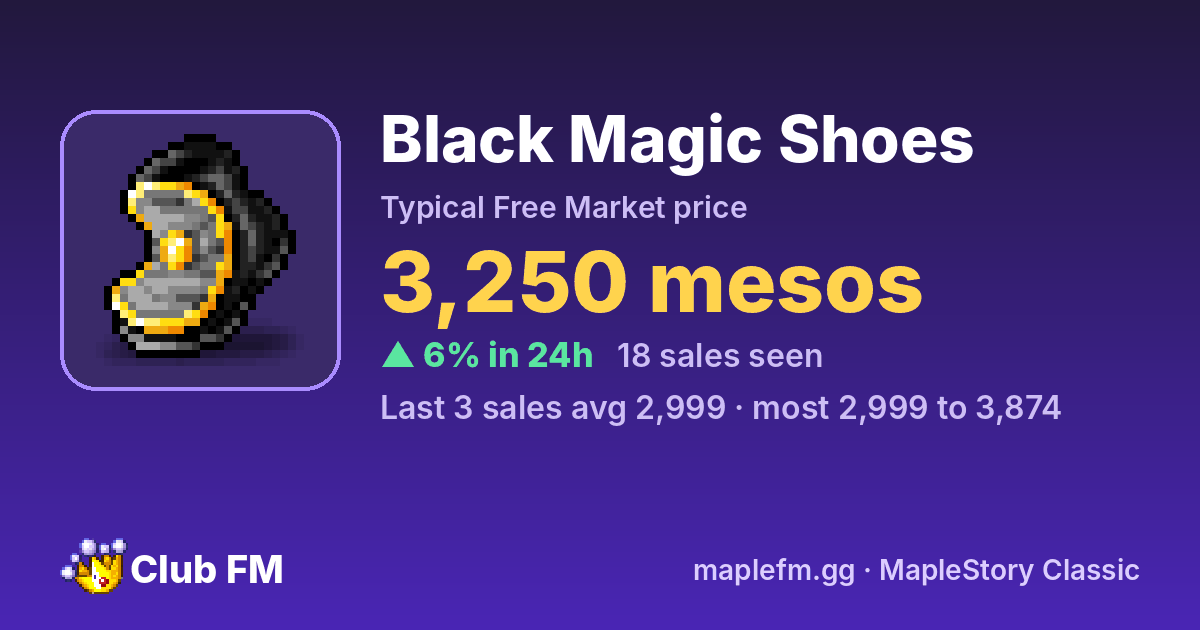 Black Magic Shoes
Typical Free Market price
3,250 mesos
▲ 6% in 24h 18 sales seen
Last 3 sales avg 2,999 · most 2,999 to 3,874
Club FM
maplefm.gg · MapleStory Classic